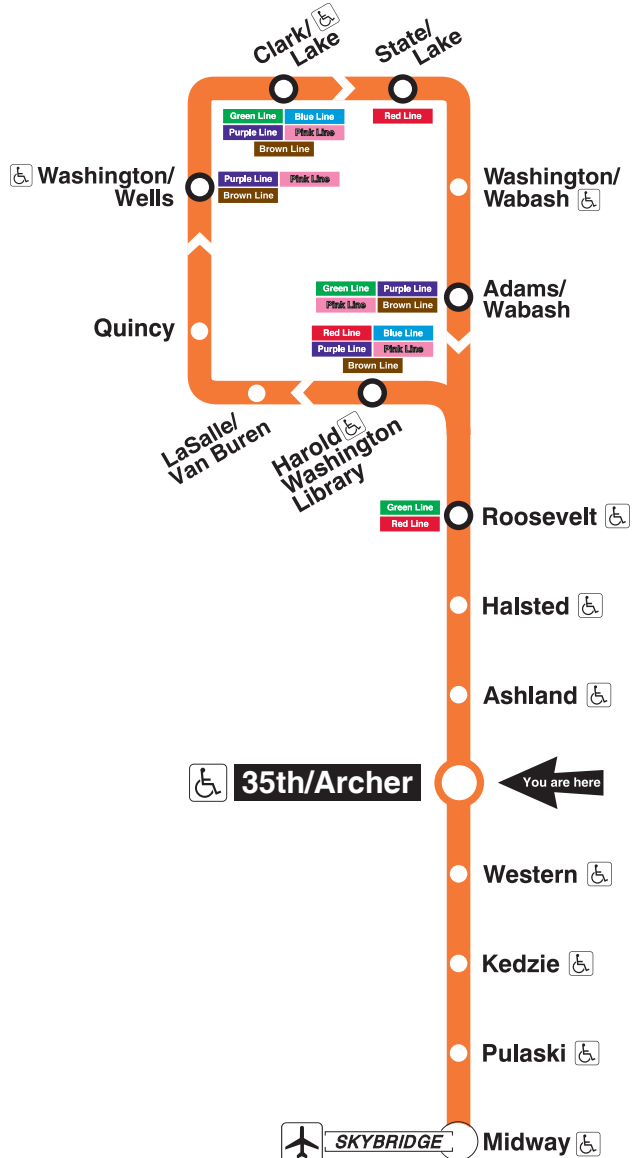 Clark/
Lake
State/
Lake
Green Line
Blue Line
Purple Line
Pink Line
Brown Line
Red Line
Washington/
Wells
Purple Line
Pink Line
Brown Line
Washington/
Wabash
Green Line
Purple Line
Pink Line
Brown Line
Adams/
Wabash
Quincy
Red Line
Blue Line
Purple Line
Pink Line
Brown Line
LaSalle/
Van Buren
Harold
Washington
Library
Green Line
Red Line
Roosevelt
Halsted
Ashland
35th/Archer
You are here
Western
Kedzie
Pulaski
SKYBRIDGE
Midway